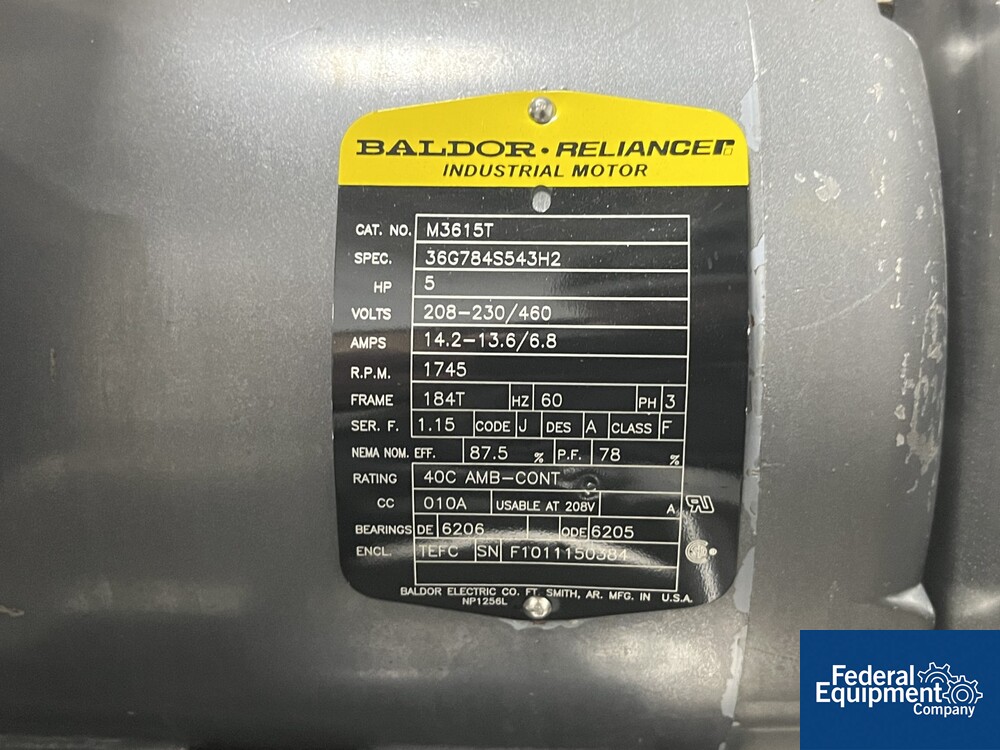 BALDOR • RELIANCE
INDUSTRIAL MOTOR
CAT. NO. M3615T
SPEC. 36G784S543H2
HP 5
VOLTS 208-230/460
AMPS 14.2-13.6/6.8
R.P.M. 1745
FRAME 184T HZ 60 PH 3
SER. F. 1.15 CODE J DES A CLASS F
NEMA NOM. EFF. 87.5 % P.F. 78 %
RATING 40C AMB-CONT
CC 010A USABLE AT 208V A
BEARINGS DE 6206 ODE 6205
ENCL. TEFC SN F1011150384
BALDOR ELECTRIC CO. FT. SMITH, AR. MFG. IN U.S.A.
NP1256L
Federal
Equipment
Company